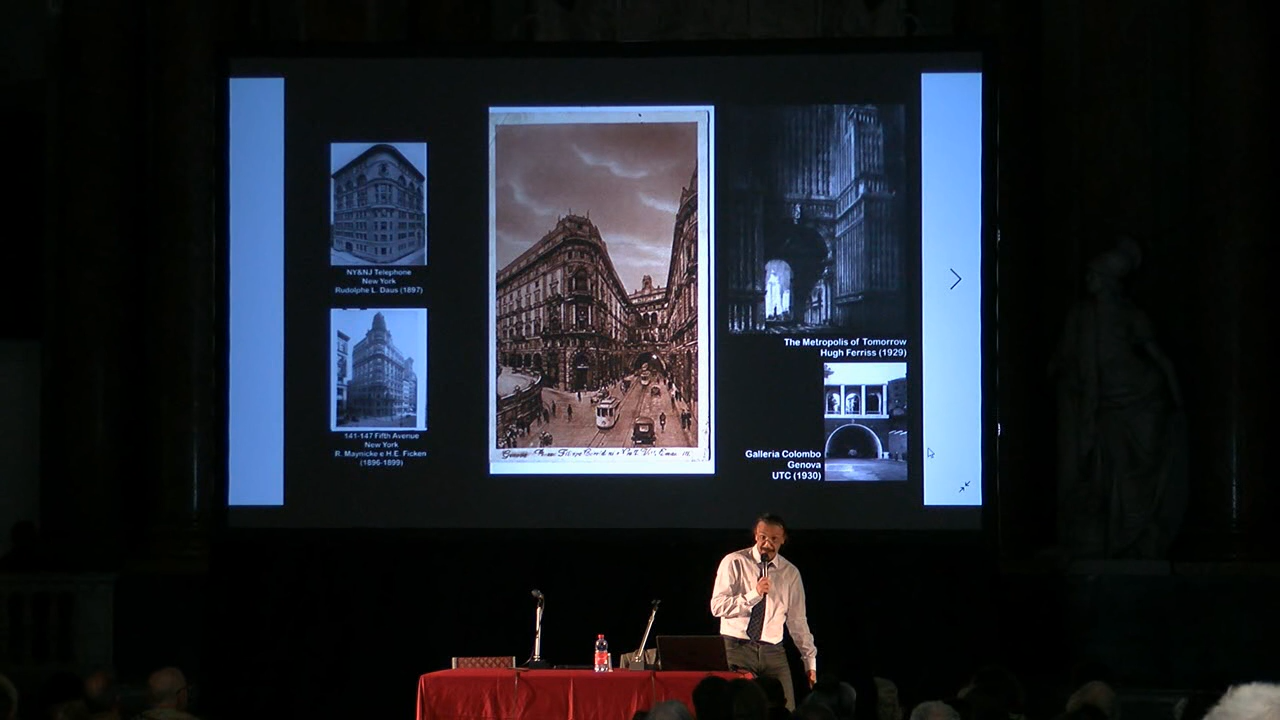 NY&NJ Telephone
New York
Rudolphe L. Daus (1897)
141-147 Fifth Avenue
New York
R. Maynicke e H.E. Ficken
(1896-1899)
Genova
The Metropolis of Tomorrow
Hugh Ferriss (1929)
Galleria Colombo
Genova
UTC (1930)